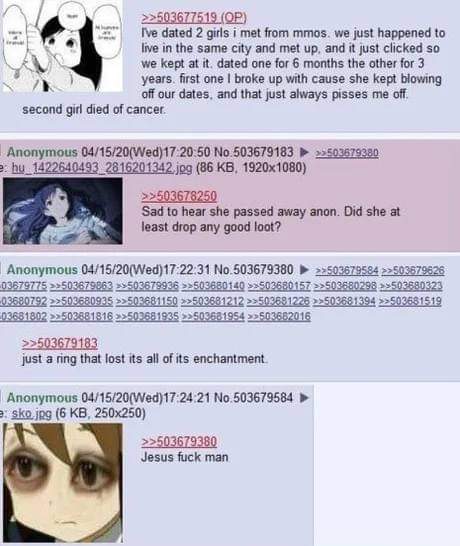 >>503677519 (OP)
I've dated 2 girls i met from mmos. we just happened to
live in the same city and met up, and it just clicked so
we kept at it. dated one for 6 months the other for 3
years. first one I broke up with cause she kept blowing
off our dates, and that just always pisses me off.
second girl died of cancer.
Anonymous 04/15/20(Wed)17:20:50 No.503679183 ▶ >>503679380
e: hu_1422640493_2816201342.jpg (86 KB, 1920x1080)
>>503678250
Sad to hear she passed away anon. Did she at
least drop any good loot?
Anonymous 04/15/20(Wed)17:22:31 No.503679380 ▶ >>503679584 >>503679626
03679775 >>503679863 >>503679936 >>503680140 >>503680157 >>503680298 >>503680323
03680792 >>503680935 >>503681150 >>503681212 >>503681226 >>503681394 >>503681519
03681802 >>503681816 >>503681935 >>503681954 >>503682016
>>503679183
just a ring that lost its all of its enchantment.
Anonymous 04/15/20(Wed)17:24:21 No.503679584 ▶
e: sko.jpg (6 KB, 250x250)
>>503679380
Jesus fuck man